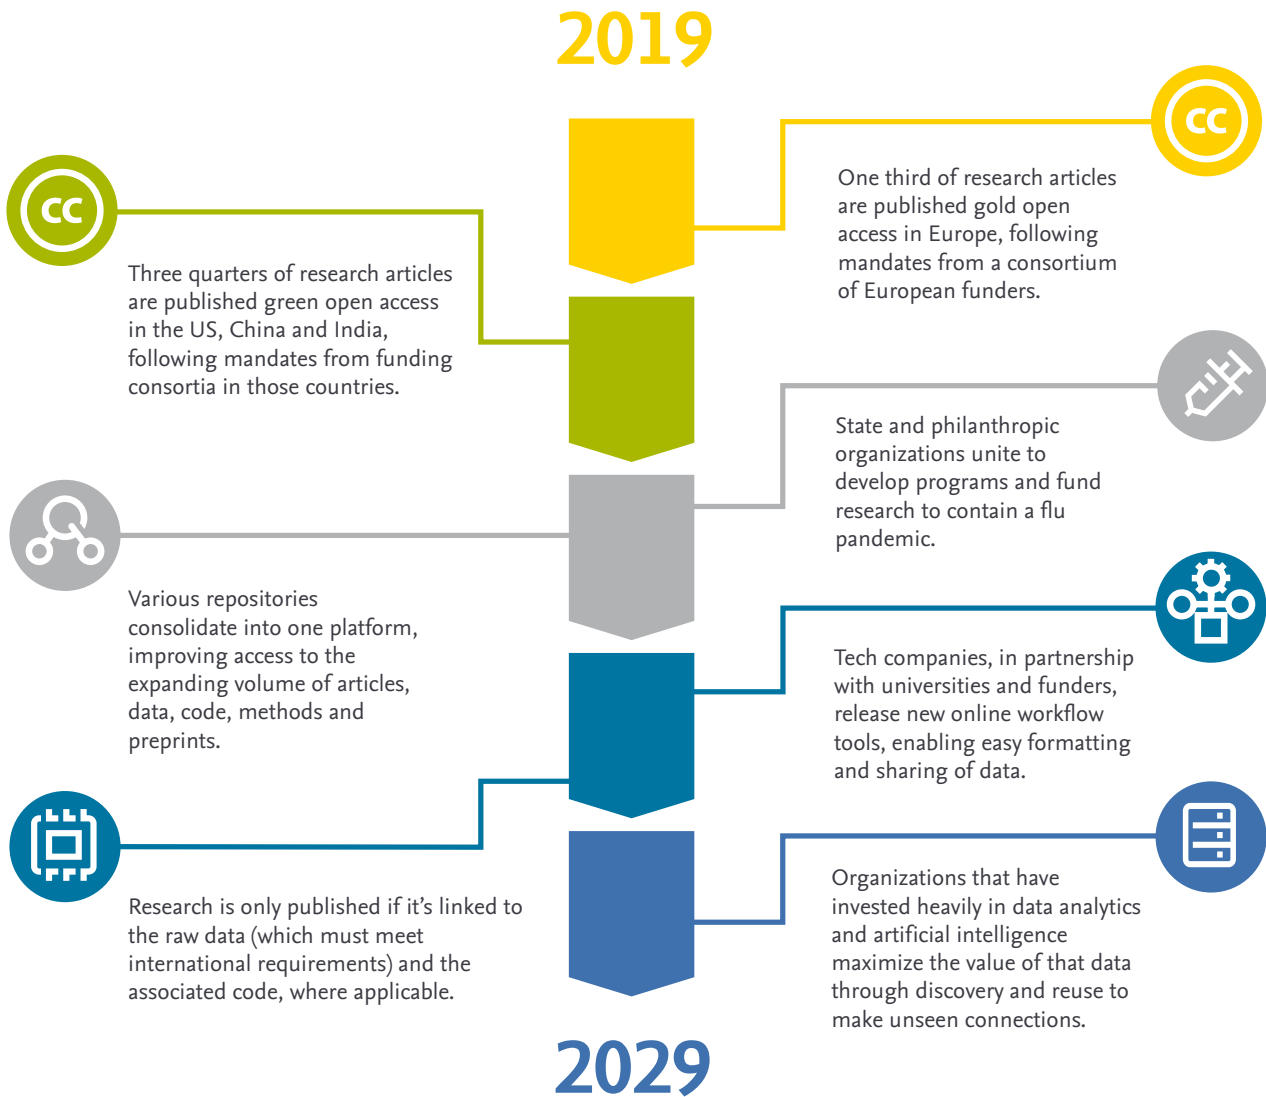 2019
cc
One third of research articles
are published gold open
access in Europe, following
mandates from a consortium
of European funders.
cc
Three quarters of research articles
are published green open access
in the US, China and India,
following mandates from funding
consortia in those countries.
State and philanthropic
organizations unite to
develop programs and fund
research to contain a flu
pandemic.
Various repositories
consolidate into one platform,
improving access to the
expanding volume of articles,
data, code, methods and
preprints.
Tech companies, in partnership
with universities and funders,
release new online workflow
tools, enabling easy formatting
and sharing of data.
Research is only published if it’s linked to
the raw data (which must meet
international requirements) and the
associated code, where applicable.
Organizations that have
invested heavily in data analytics
and artificial intelligence
maximize the value of that data
through discovery and reuse to
make unseen connections.
2029